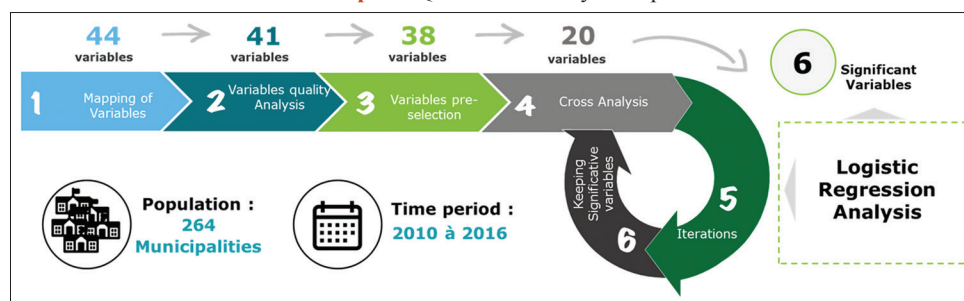 44
variables
41
variables
38
variables
20
variables
6
Significant
Variables
1
Mapping of
Variables
2
Variables quality
Analysis
3
Variables pre-
selection
4
Cross Analysis
5
Iterations
6
Keeping
Significative
variables
Logistic
Regression
Analysis
Population :
264
Municipalities
Time period :
2010 à 2016